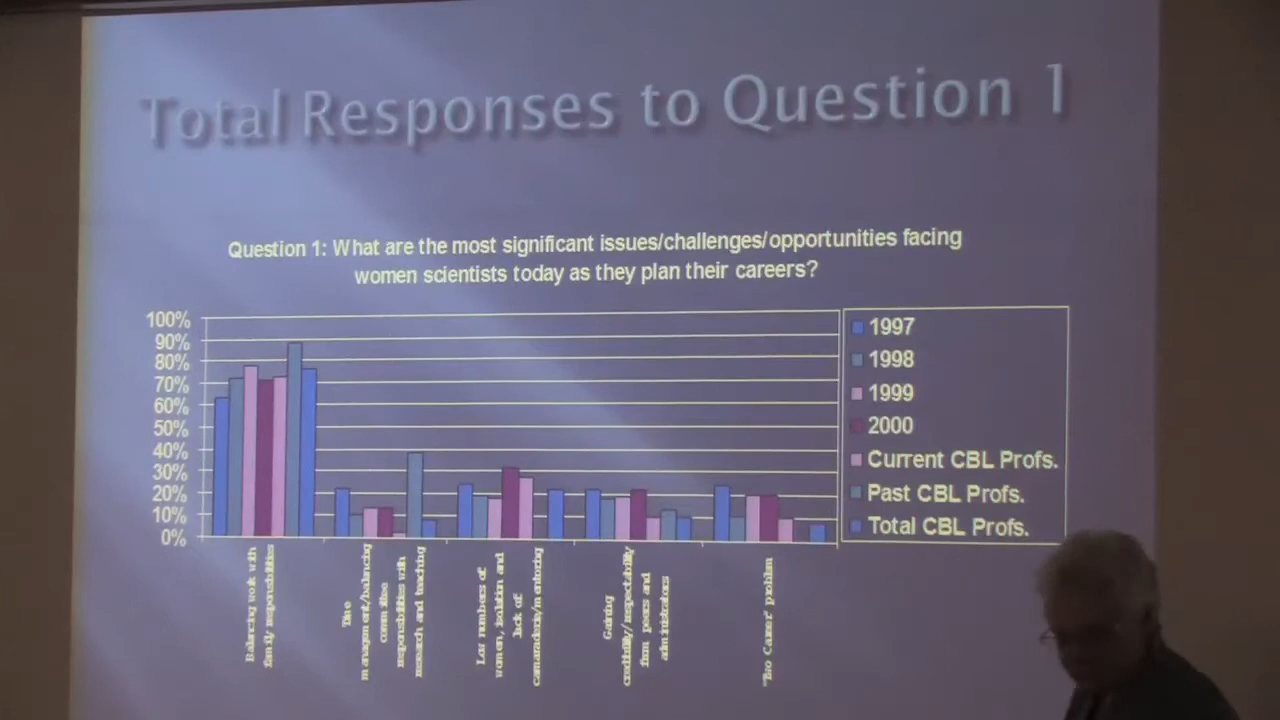 Total Responses to Question 1
Question 1: What are the most significant issues/challenges/opportunities facing
women scientists today as they plan their careers?
100%
90%
80%
70%
60%
50%
40%
30%
20%
10%
0%
1997
1998
1999
2000
Current CBL Profs.
Past CBL Profs.
Total CBL Profs.
Balancing work with
family responsibilities
Time
management/balancing
committee
responsibilities with
research and teaching
Low numbers of
women, isolation and
lack of
camaraderie/mentoring
Gaining
credibility/respectability
from peers and
administrators
"Two Career" problem